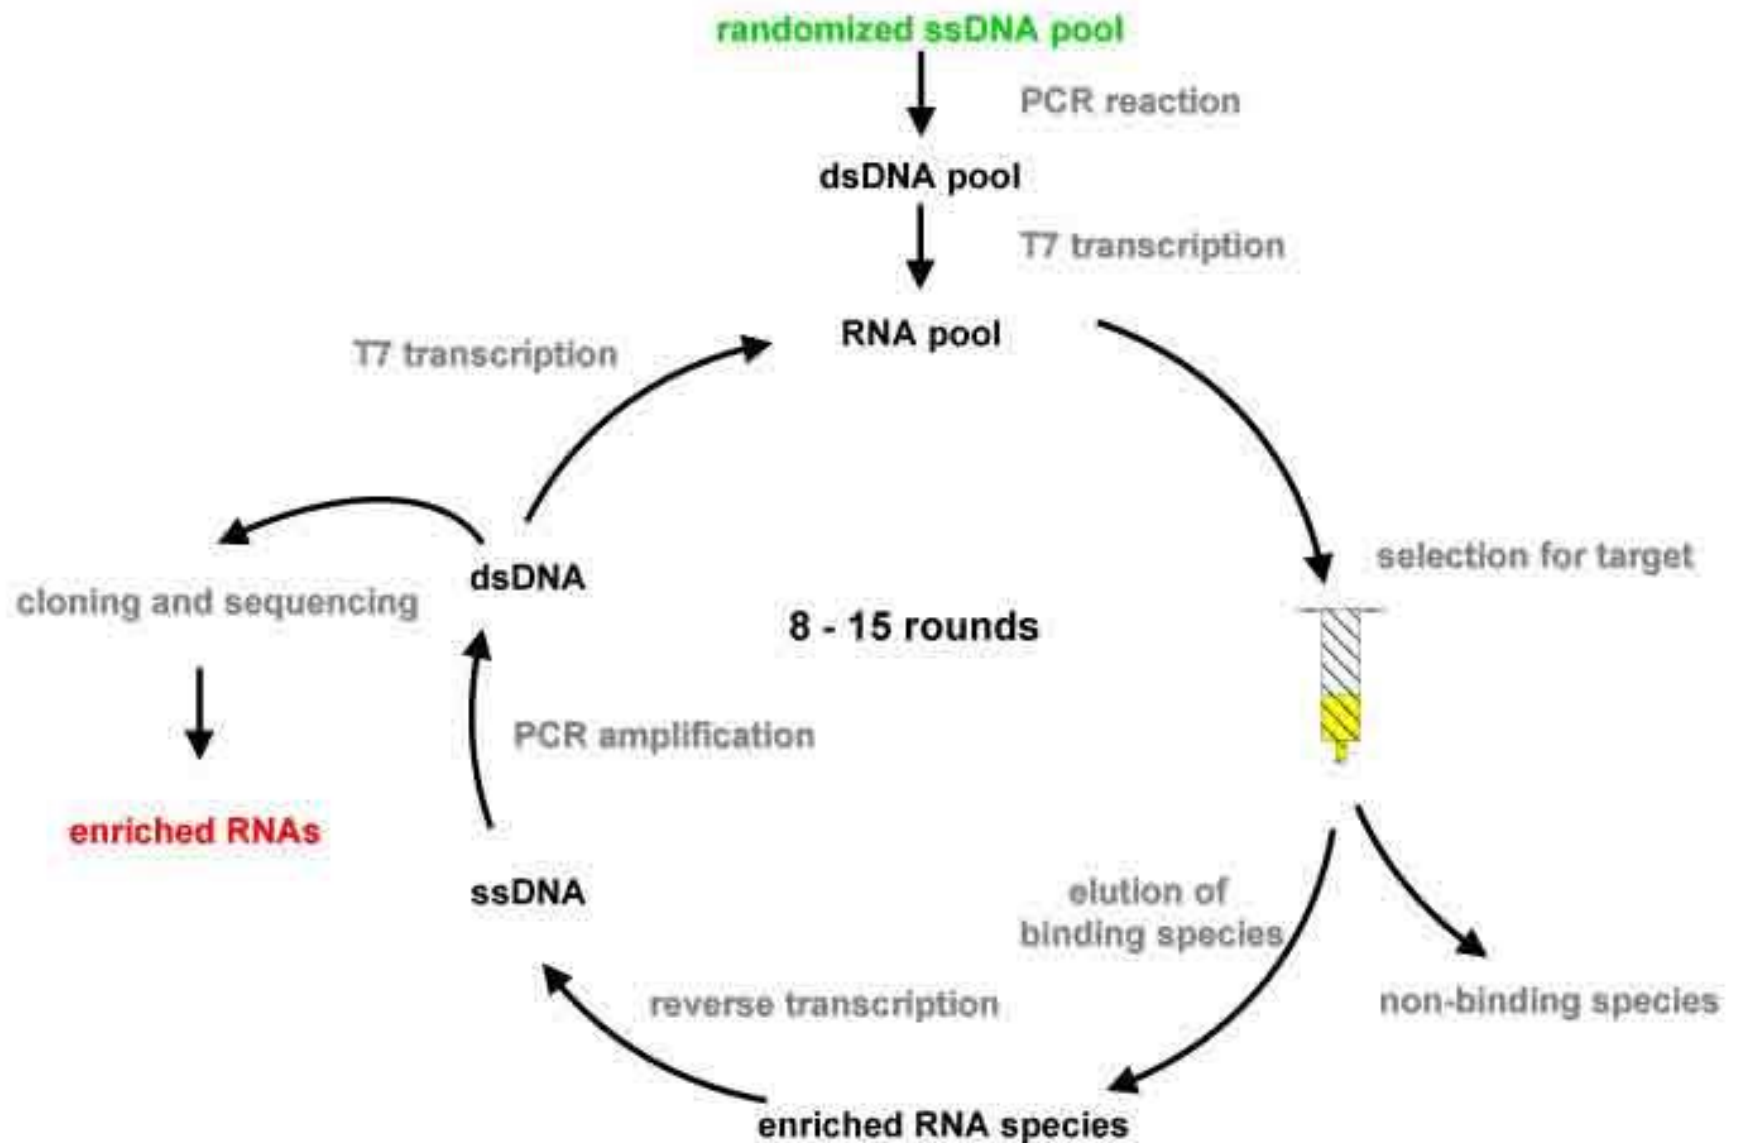 randomized ssDNA pool
PCR reaction
dsDNA pool
T7 transcription
RNA pool
T7 transcription
selection for target
dsDNA
cloning and sequencing
8 - 15 rounds
PCR amplification
enriched RNAs
ssDNA
elution of
binding species
non-binding species
reverse transcription
enriched RNA species